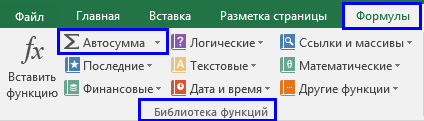 Файл Главная Вставка Разметка страницы Формулы
fx Σ Автосумма ? Логические Ссылки и массивы
Вставить функцию Последние A Текстовые θ Математические
Финансовые Дата и время Другие функции
Библиотека функций